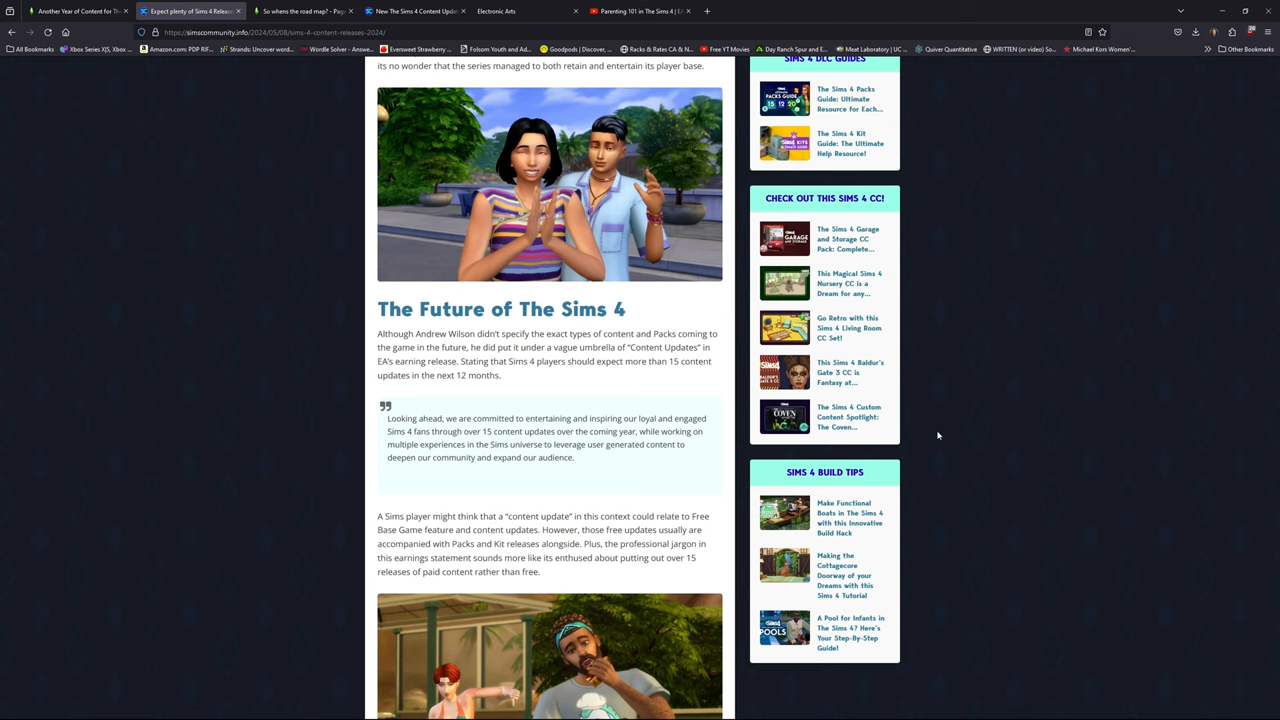 Another Year of Content for Th
Expect plenty of Sims 4 Releas
So whens the road map? - Page
New The Sims 4 Content Upda
Electronic Arts
Parenting 101 in The Sims 4 | EA
https://simscommunity.info/2024/05/08/sims-4-content-releases-2024/
All Bookmarks
Xbox Series X|S, Xbox ...
Amazon.com: PDP RIF...
Strands: Uncover word...
Wordle Solver - Answe...
Eversweet Strawberry ...
Folsom Youth and Ad...
Goodpods | Discover, ...
Racks & Rates CA & N...
Free YT Movies
Day Ranch Spur and E...
Meat Laboratory | UC ...
Quiver Quantitative
WRITTEN (or video) So...
Michael Kors Women'...
Other Bookmarks
its no wonder that the series managed to both retain and entertain its player base.
The Future of The Sims 4
Although Andrew Wilson didn't specify the exact types of content and Packs coming to
the game in the future, he did put it under a vague umbrella of "Content Updates" in
EA's earning release. Stating that Sims 4 players should expect more than 15 content
updates in the next 12 months.
Looking ahead, we are committed to entertaining and inspiring our loyal and engaged
Sims 4 fans through over 15 content updates over the coming year, while working on
multiple experiences in the Sims universe to leverage user generated content to
deepen our community and expand our audience.
A Sims player might think that a "content update" in this context could relate to Free
Base Game feature and content updates. However, those free updates usually are
accompanied with Packs and Kit releases alongside. Plus, the professional jargon in
this earnings statement sounds more like its enthused about putting out over 15
releases of paid content rather than free.
SIMS 4 DLC GUIDES
The Sims 4 Packs
Guide: Ultimate
Resource for Each...
The Sims 4 Kit
Guide: The Ultimate
Help Resource!
CHECK OUT THIS SIMS 4 CC!
The Sims 4 Garage
and Storage CC
Pack: Complete...
This Magical Sims 4
Nursery CC is a
Dream for any...
Go Retro with this
Sims 4 Living Room
CC Set!
This Sims 4 Baldur's
Gate 3 CC is
Fantasy at...
The Sims 4 Custom
Content Spotlight:
The Coven...
SIMS 4 BUILD TIPS
Make Functional
Boats in The Sims 4
with this Innovative
Build Hack
Making the
Cottagecore
Doorway of your
Dreams with this
Sims 4 Tutorial
A Pool for Infants in
The Sims 4? Here's
Your Step-By-Step
Guide!